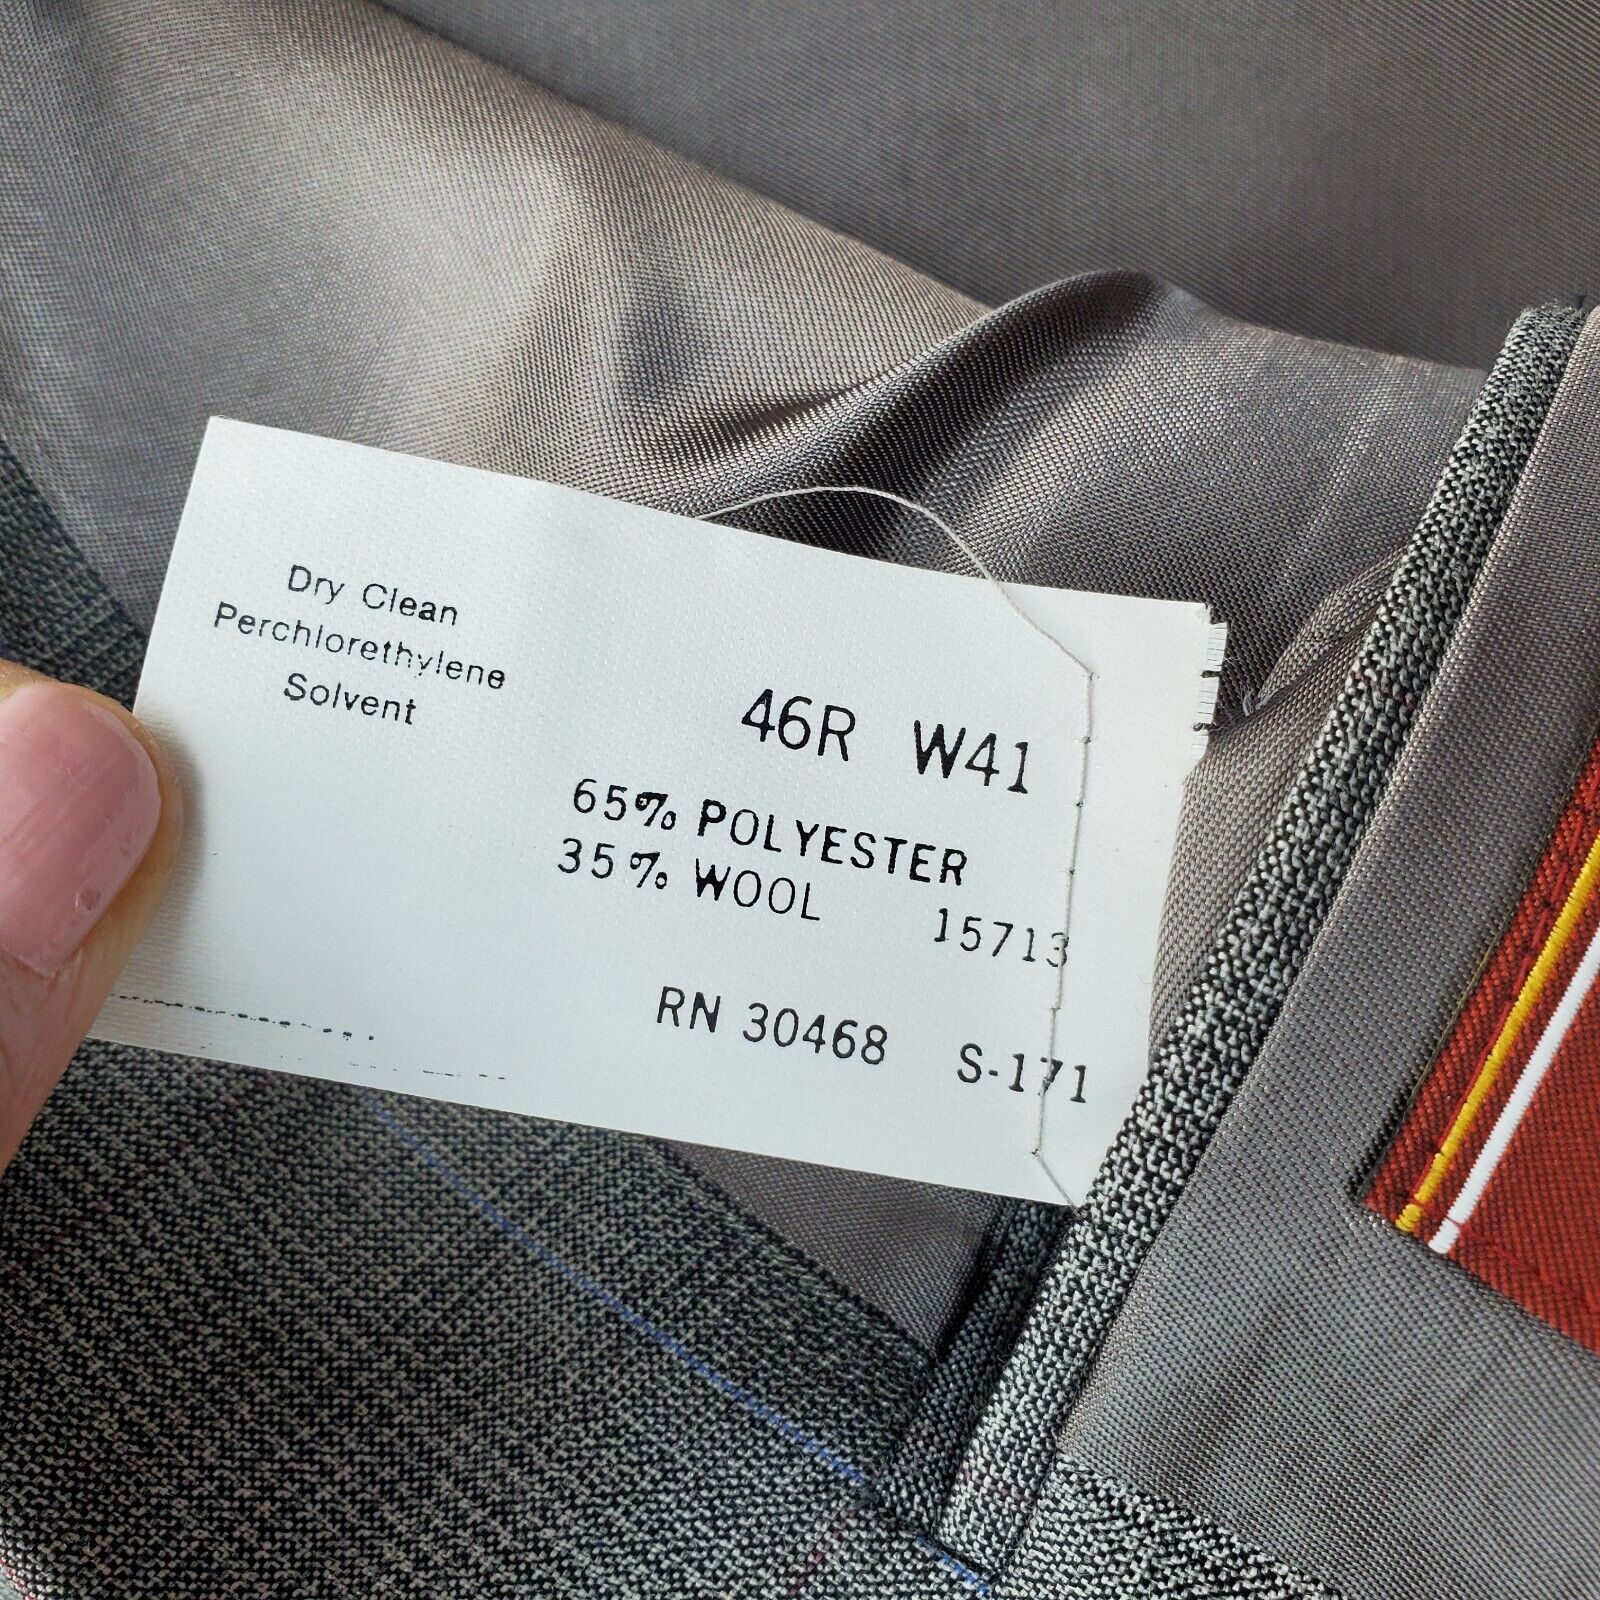 Dry Clean
Perchlorethylene
Solvent
46R W41
65% POLYESTER
35% WOOL 15713
RN 30468 S-171